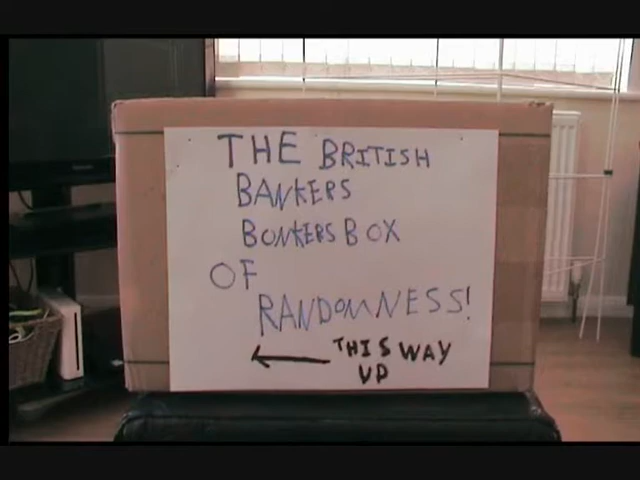 THE BRITISH
BANKERS
BONKERS BOX
OF
RANDOMNESS!
THIS WAY
UP